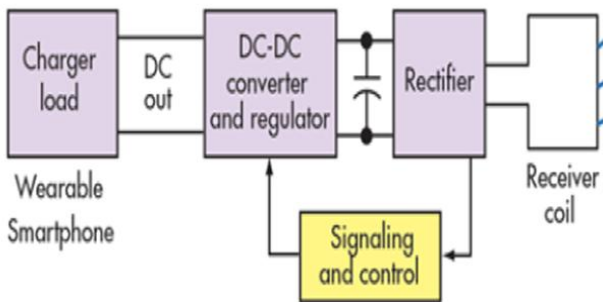 Charger
load
DC
out
DC-DC
converter
and regulator
Rectifier
Wearable
Smartphone
Receiver
coil
Signaling
and control